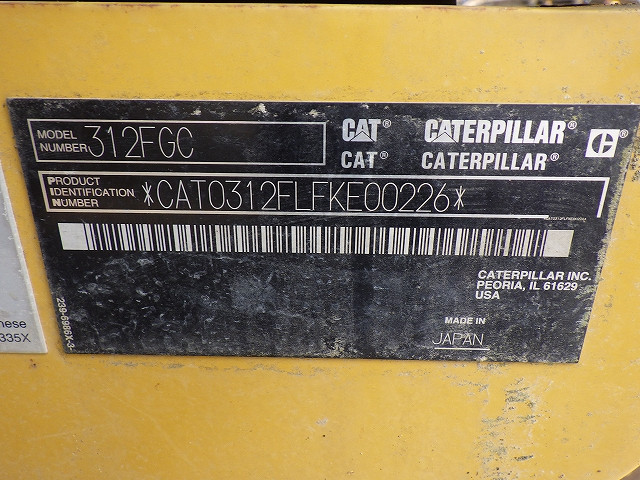 MODEL
NUMBER 312FGC
CAT® CATERPILLAR®
CAT® CATERPILLAR®
PRODUCT
IDENTIFICATION
NUMBER *CAT0312FLFKE00226*
CATERPILLAR INC.
PEORIA, IL 61629
USA
MADE IN
JAPAN
239-6986X-3
nese
335X